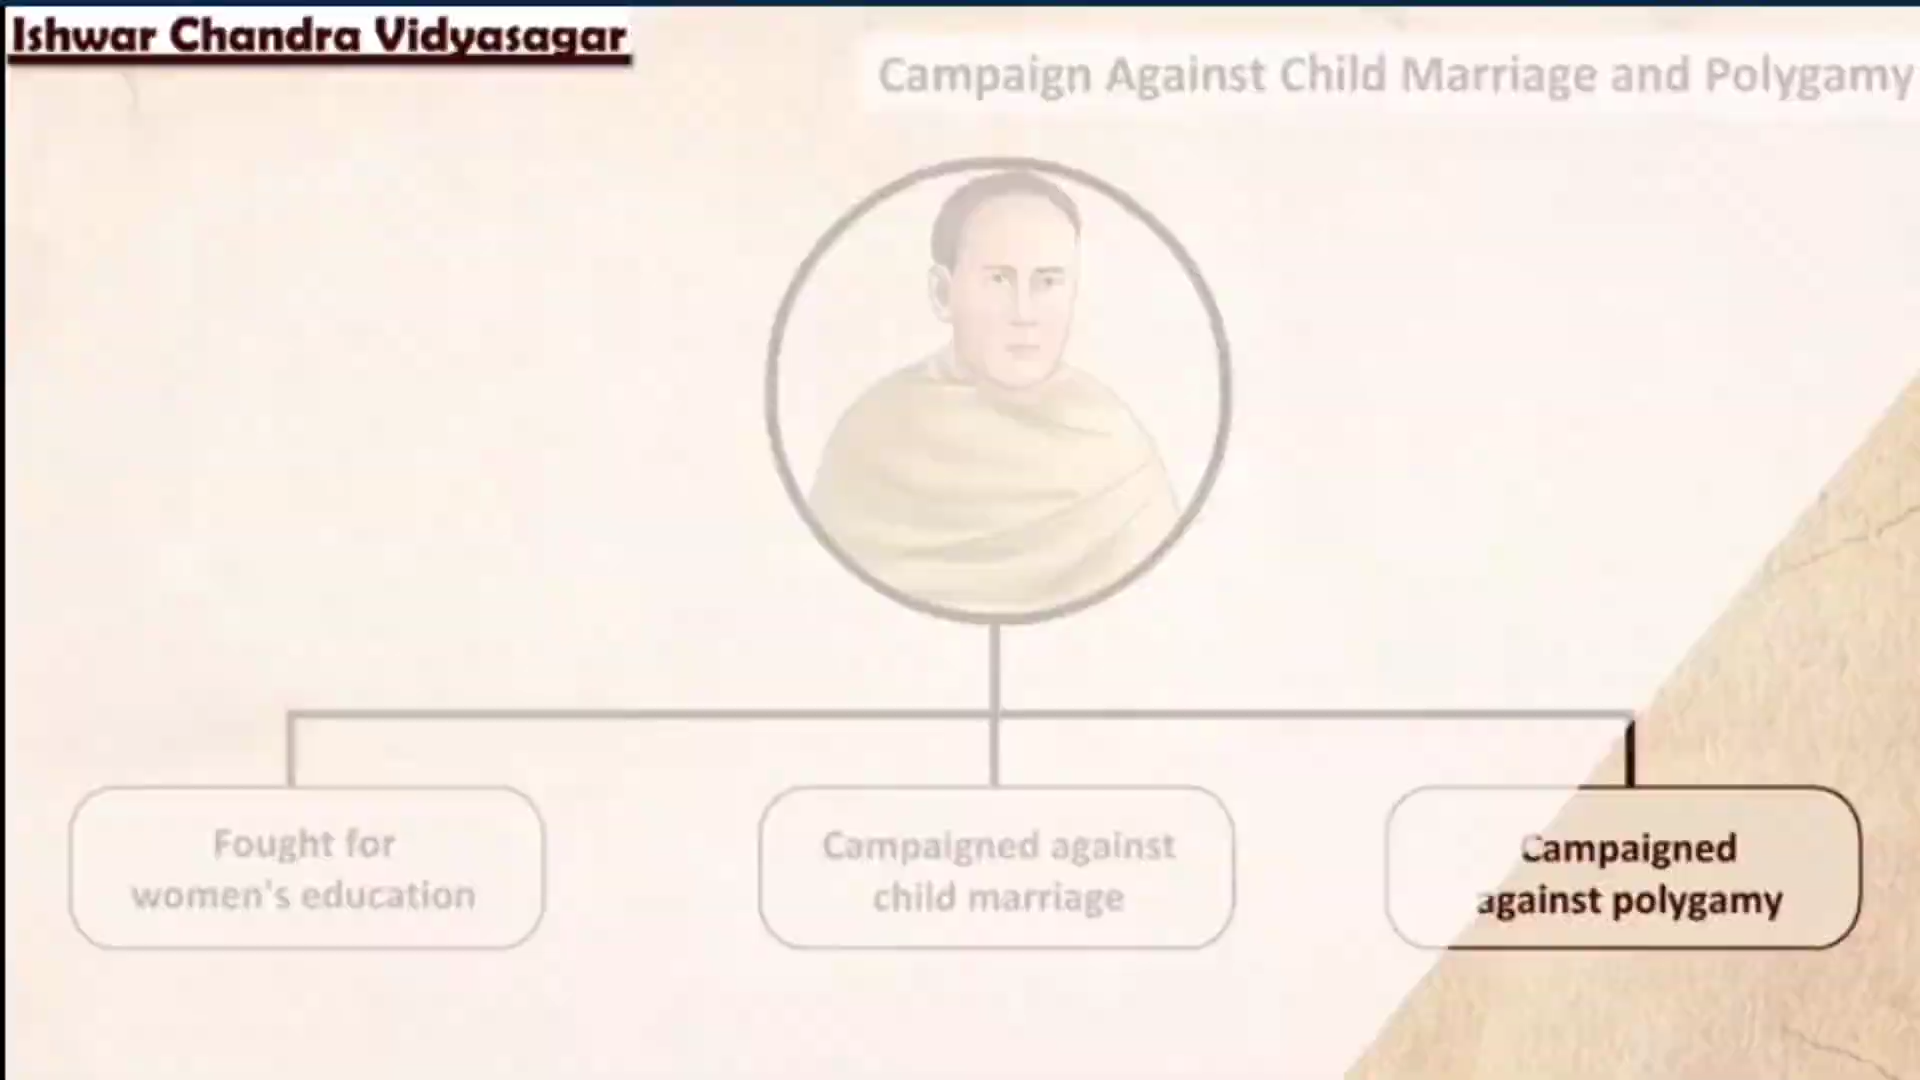 Ishwar Chandra Vidyasagar
Campaign Against Child Marriage and Polygamy
Fought for
women's education
Campaigned against
child marriage
Campaigned
against polygamy